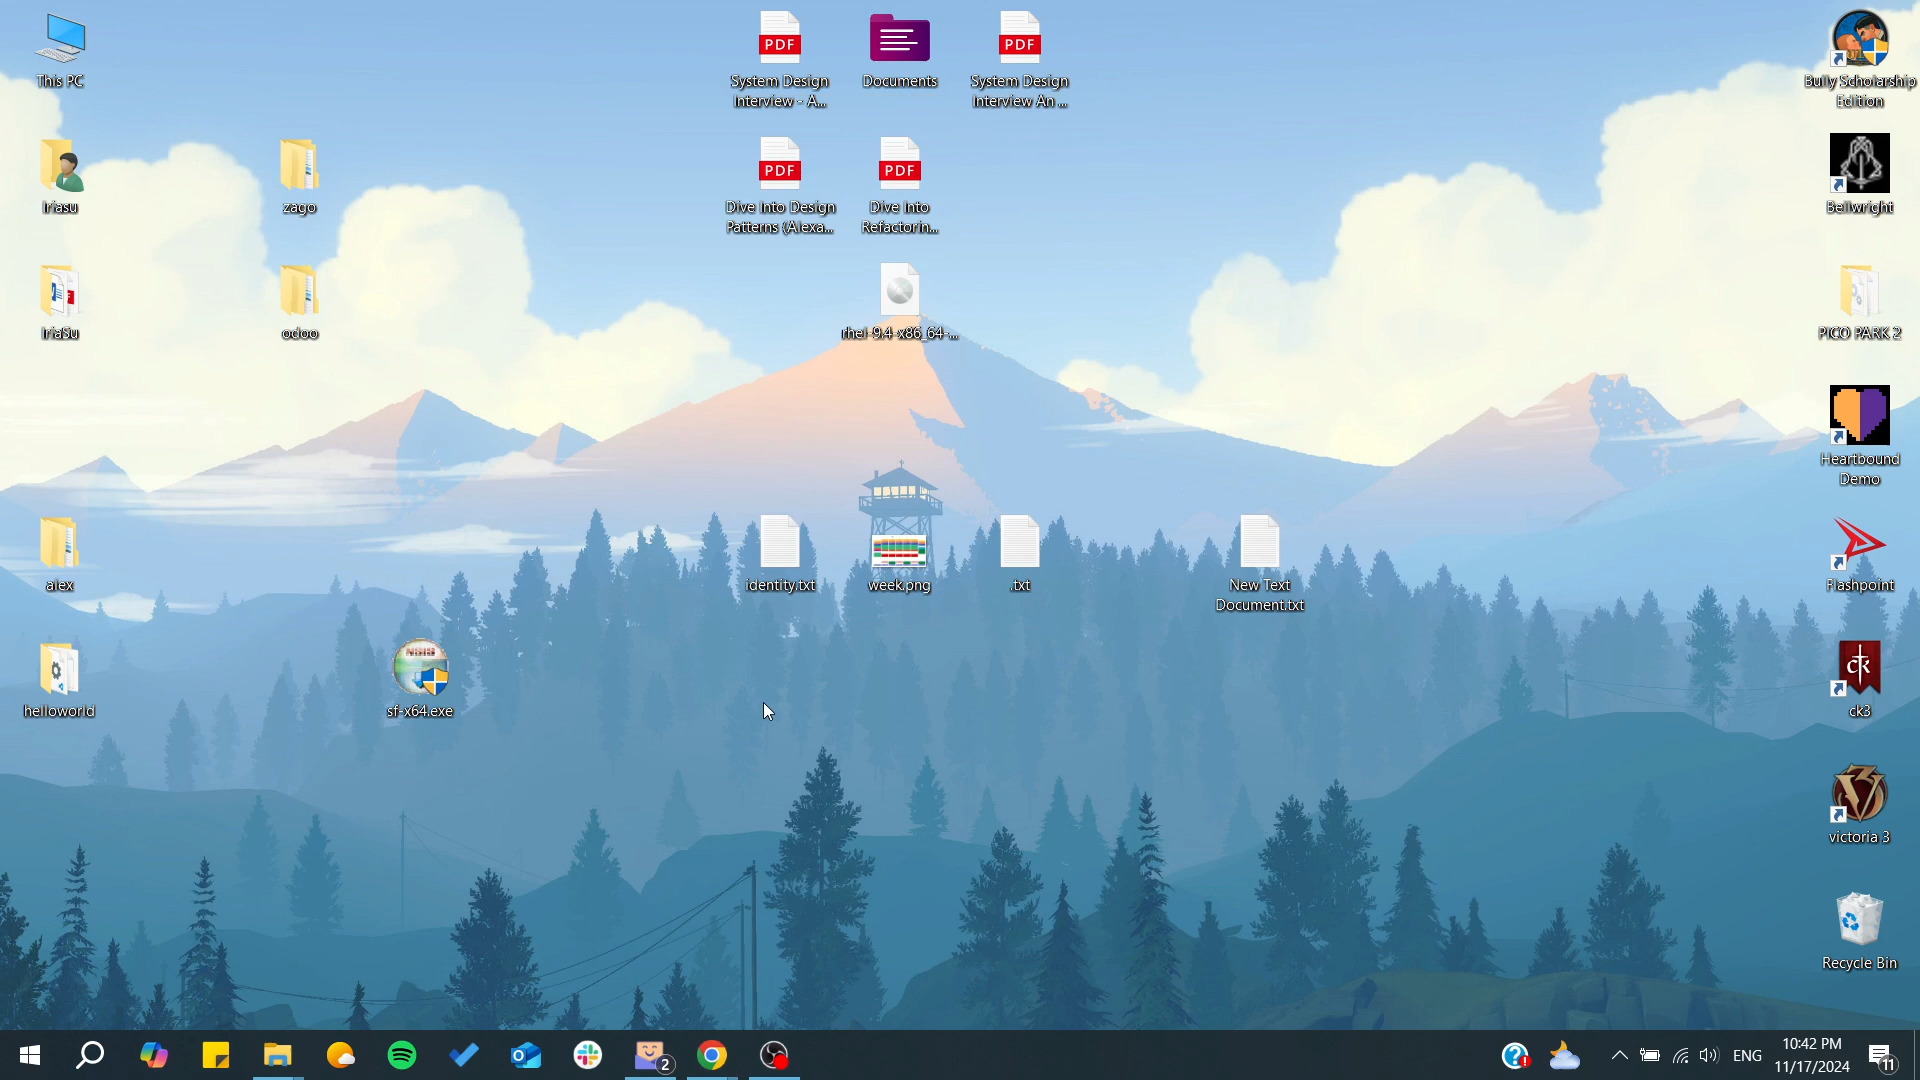 This PC
System Design
Interview - A...
Documents
System Design
Interview An ...
Bully Scholarship
Edition
Iriasu
zago
Dive Into Design
Patterns (Alexa...
Dive Into
Refactorin...
Bellwright
IriaSu
odoo
rhel-9.4-x86_64-...
PICO PARK 2
Heartbound
Demo
alex
identity.txt
week.png
.txt
New Text
Document.txt
Flashpoint
helloworld
sf-x64.exe
ck3
victoria 3
Recycle Bin
PDF
PDF
PDF
PDF
NSIS
ck
2
ENG
10:42 PM
11/17/2024
11